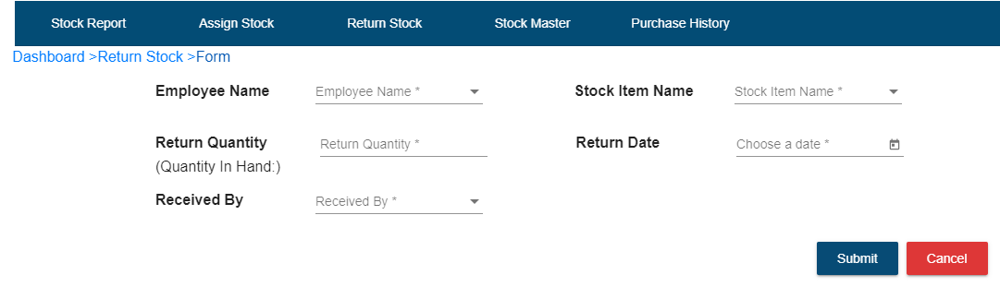 Stock Report Assign Stock Return Stock Stock Master Purchase History
Dashboard >Return Stock >Form
Employee Name Employee Name * Stock Item Name Stock Item Name *
Return Quantity Return Quantity * Return Date Choose a date *
(Quantity In Hand:)
Received By Received By *
Submit Cancel